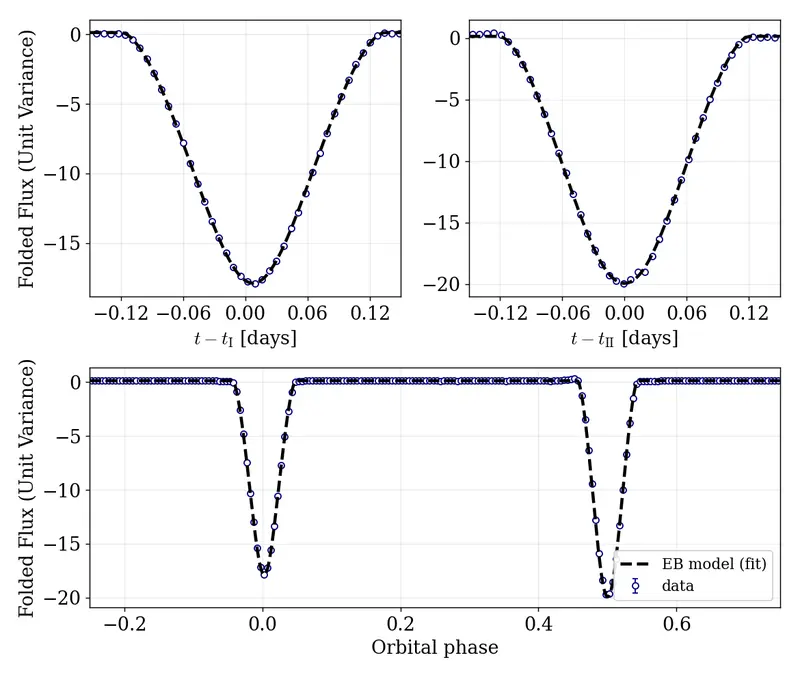 Folded Flux (Unit Variance)
0
−5
−10
−15
−0.12 −0.06 0.00 0.06 0.12
t − t_I [days]
0
−5
−10
−15
−20
−0.12 −0.06 0.00 0.06 0.12
t − t_II [days]
Folded Flux (Unit Variance)
0
−5
−10
−15
−20
EB model (fit)
data
−0.2 0.0 0.2 0.4 0.6
Orbital phase